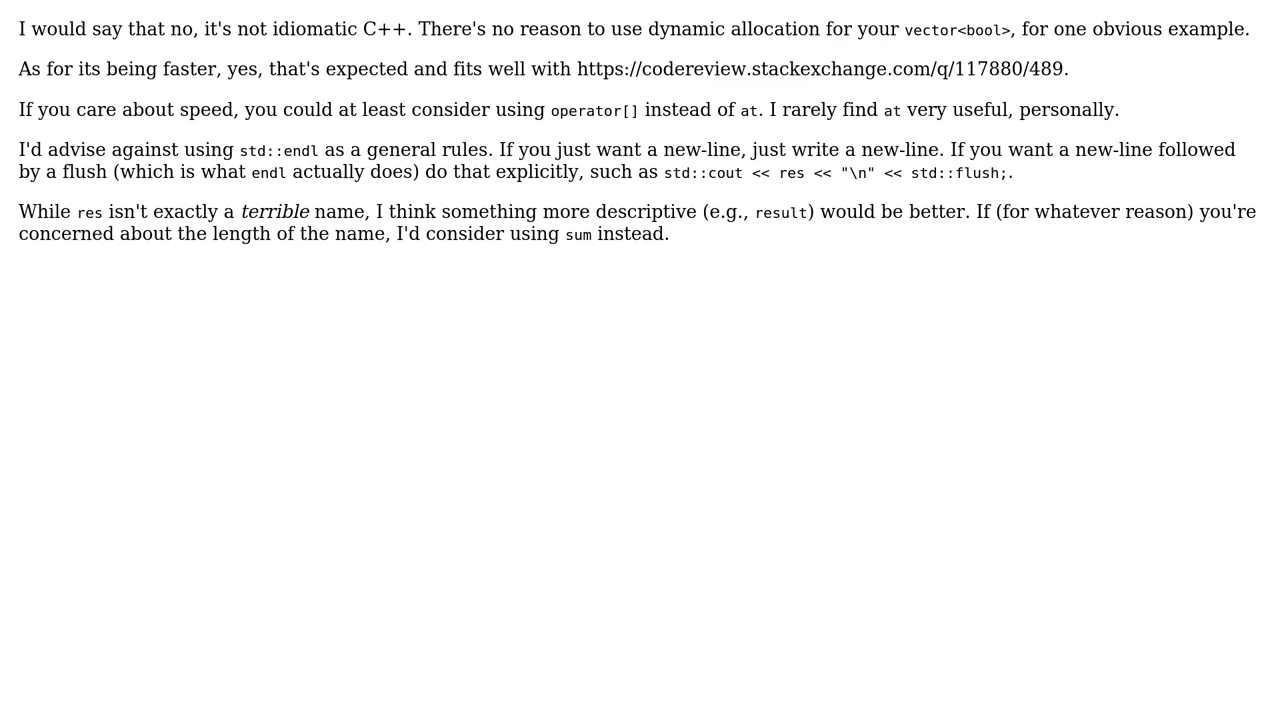 I would say that no, it's not idiomatic C++. There's no reason to use dynamic allocation for your vector<bool>, for one obvious example.
As for its being faster, yes, that's expected and fits well with https://codereview.stackexchange.com/q/117880/489.
If you care about speed, you could at least consider using operator[] instead of at. I rarely find at very useful, personally.
I'd advise against using std::endl as a general rules. If you just want a new-line, just write a new-line. If you want a new-line followed
by a flush (which is what endl actually does) do that explicitly, such as std::cout << res << "\n" << std::flush;.
While res isn't exactly a terrible name, I think something more descriptive (e.g., result) would be better. If (for whatever reason) you're
concerned about the length of the name, I'd consider using sum instead.